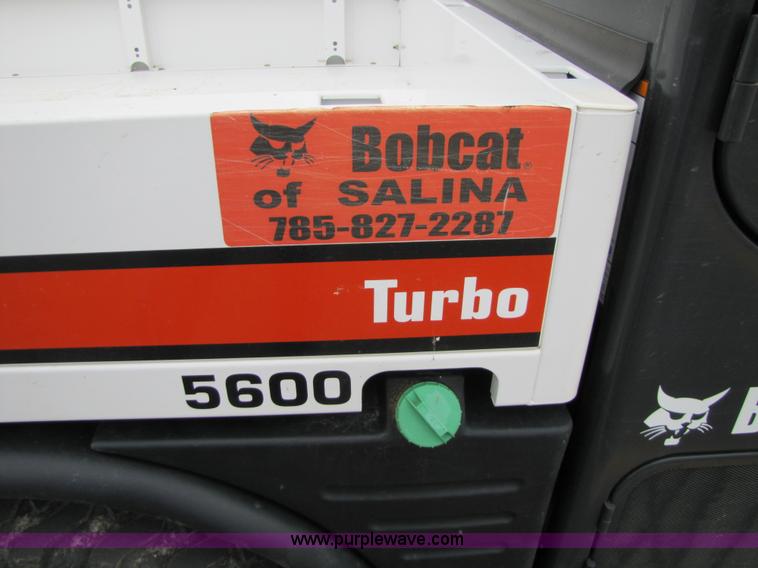 Bobcat
of SALINA
785-827-2287
Turbo
5600
www.purplewave.com